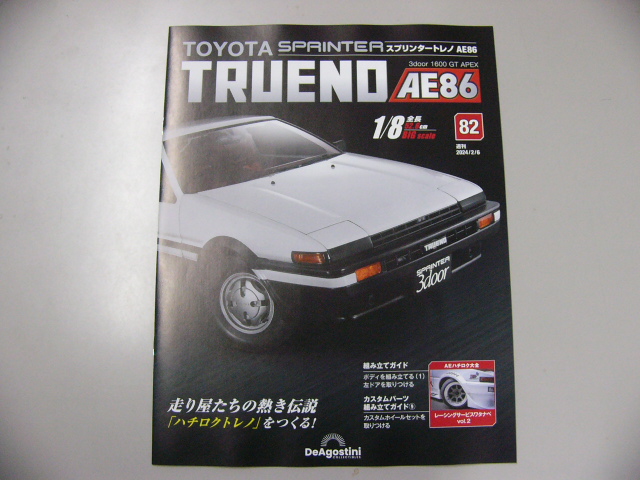 TOYOTA SPRINTER スプリンタートレノ AE86
3door 1600 GT APEX
TRUENO AE86
1/8 全長 cm
BIG scale
82
週刊
2024/2/6
TRUENO
SPRINTER
3door
組み立てガイド
ボディを組み立てる(1)
左ドアを取りつける
カスタムパーツ
組み立てガイド⑨
カスタムホイールセットを
取りつける
AEハチロク大全
レーシングサービスワタナベ
vol.2
走り屋たちの熱き伝説
「ハチロクトレノ」をつくる!
DeAgostini